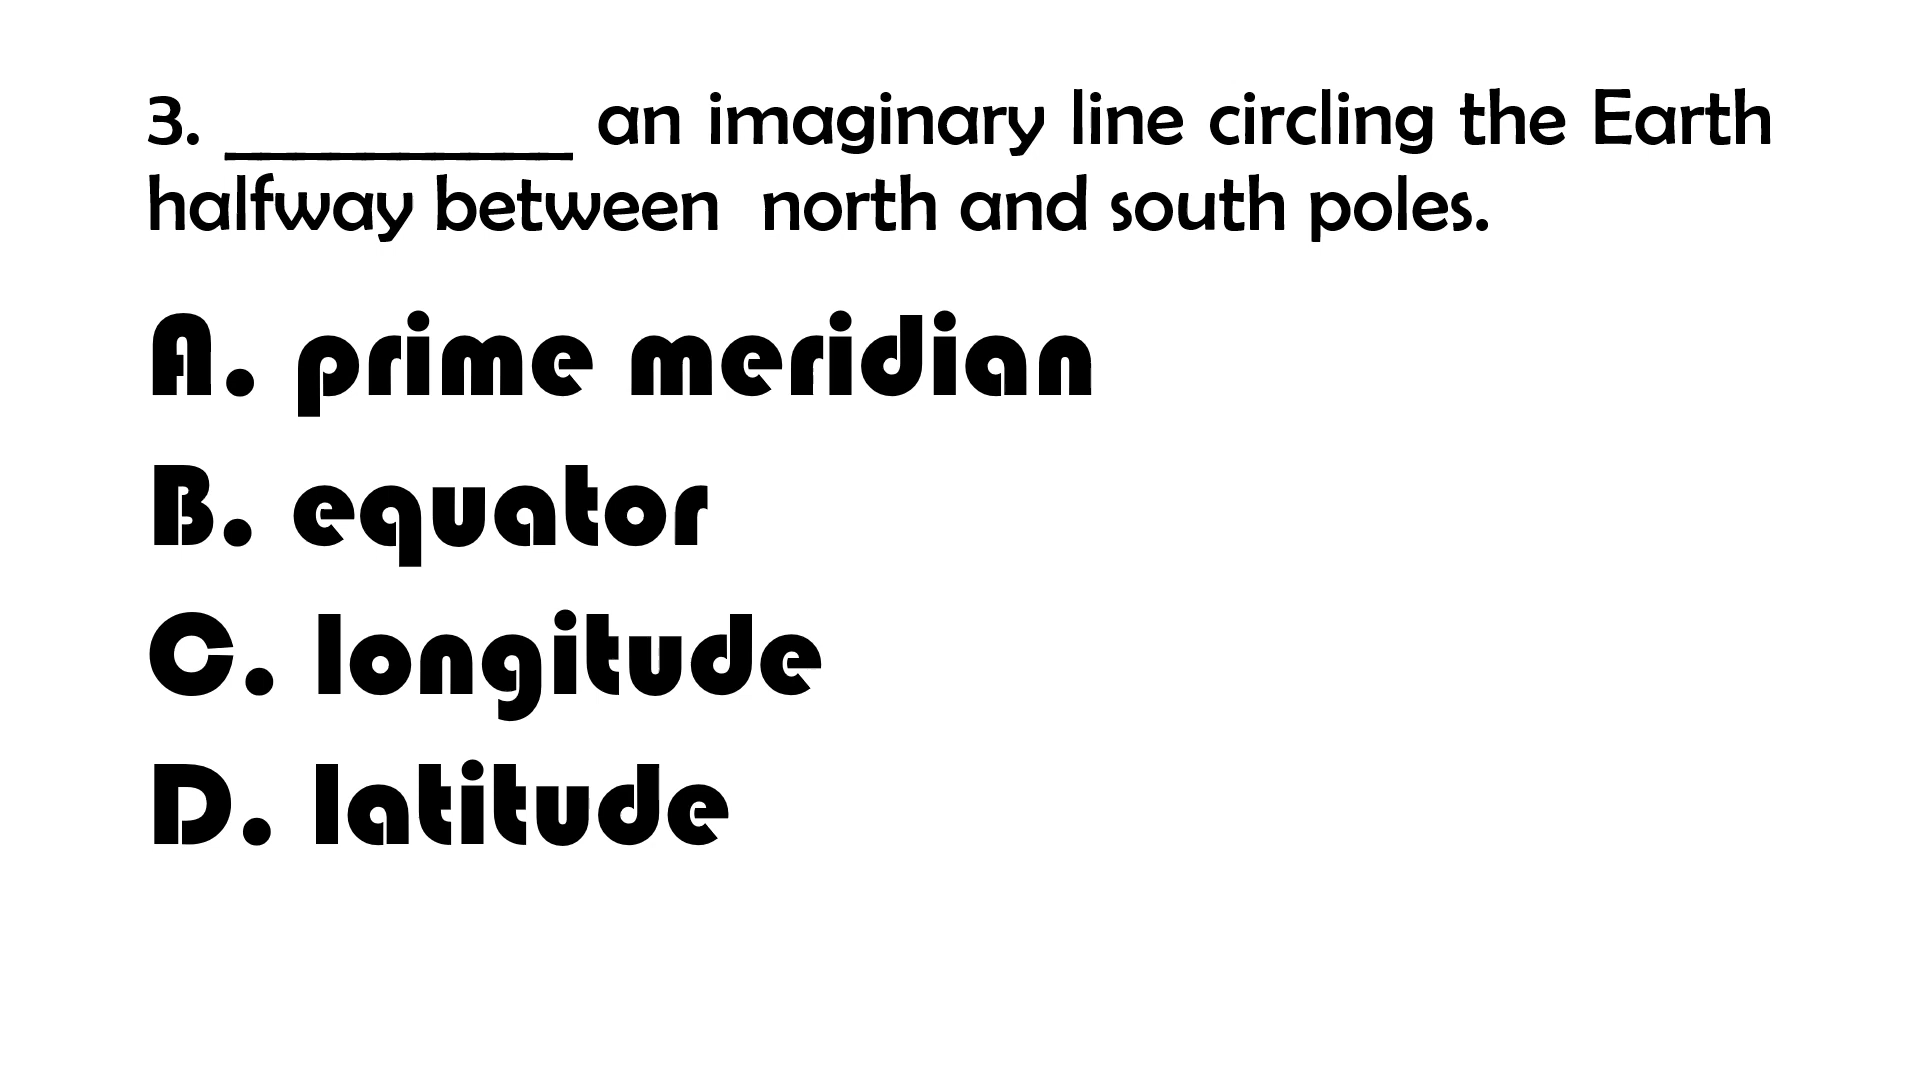 3. __________ an imaginary line circling the Earth
halfway between  north and south poles.
A. prime meridian
B. equator
C. longitude
D. latitude